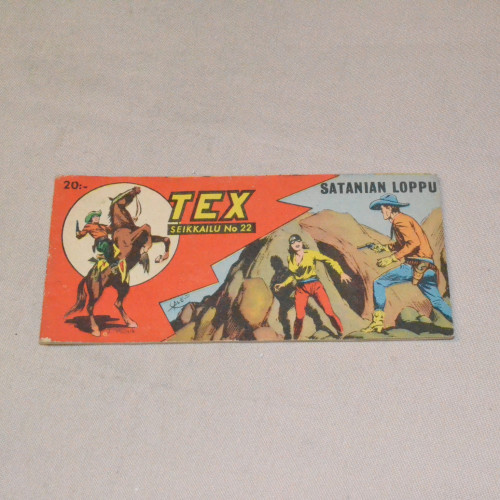 20:-
TEX
SEIKKAILU No 22
SATANIAN LOPPU